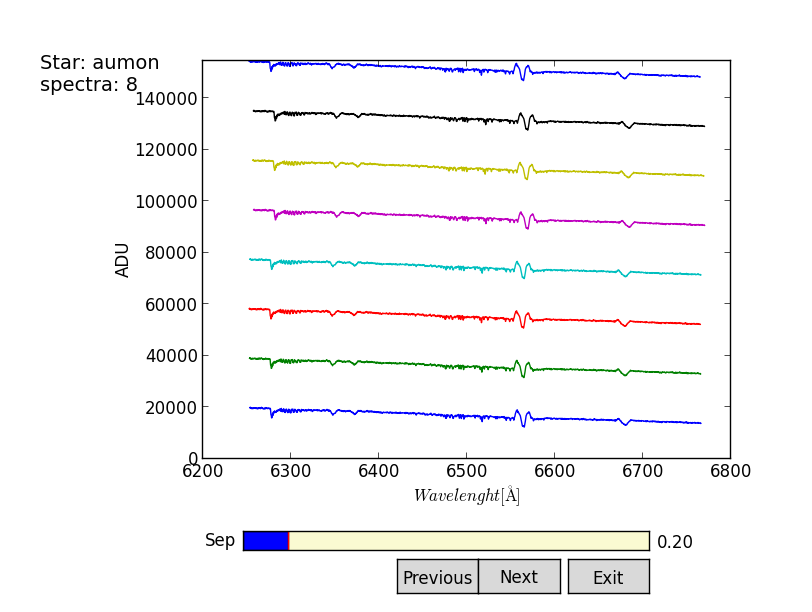 Star: aumon
spectra: 8
140000
120000
100000
80000
60000
40000
20000
0
ADU
6200 6300 6400 6500 6600 6700 6800
Wavelenght[Å]
Sep 0.20
Previous Next Exit